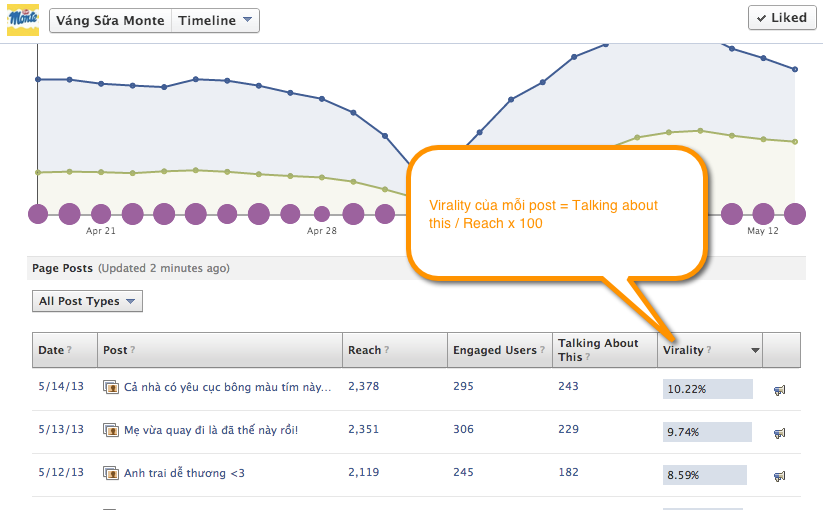 Monte
Váng Sữa Monte Timeline
Liked
Apr 21 Apr 28 May 12
Virality của mỗi post = Talking about
this / Reach x 100
Page Posts (Updated 2 minutes ago)
All Post Types
Date ? Post ? Reach ? Engaged Users ? Talking About This ? Virality ?
5/14/13 Cả nhà có yêu cục bông màu tím này... 2,378 295 243 10.22%
5/13/13 Mẹ vừa quay đi là đã thế này rồi! 2,351 306 229 9.74%
5/12/13 Anh trai dễ thương <3 2,119 245 182 8.59%